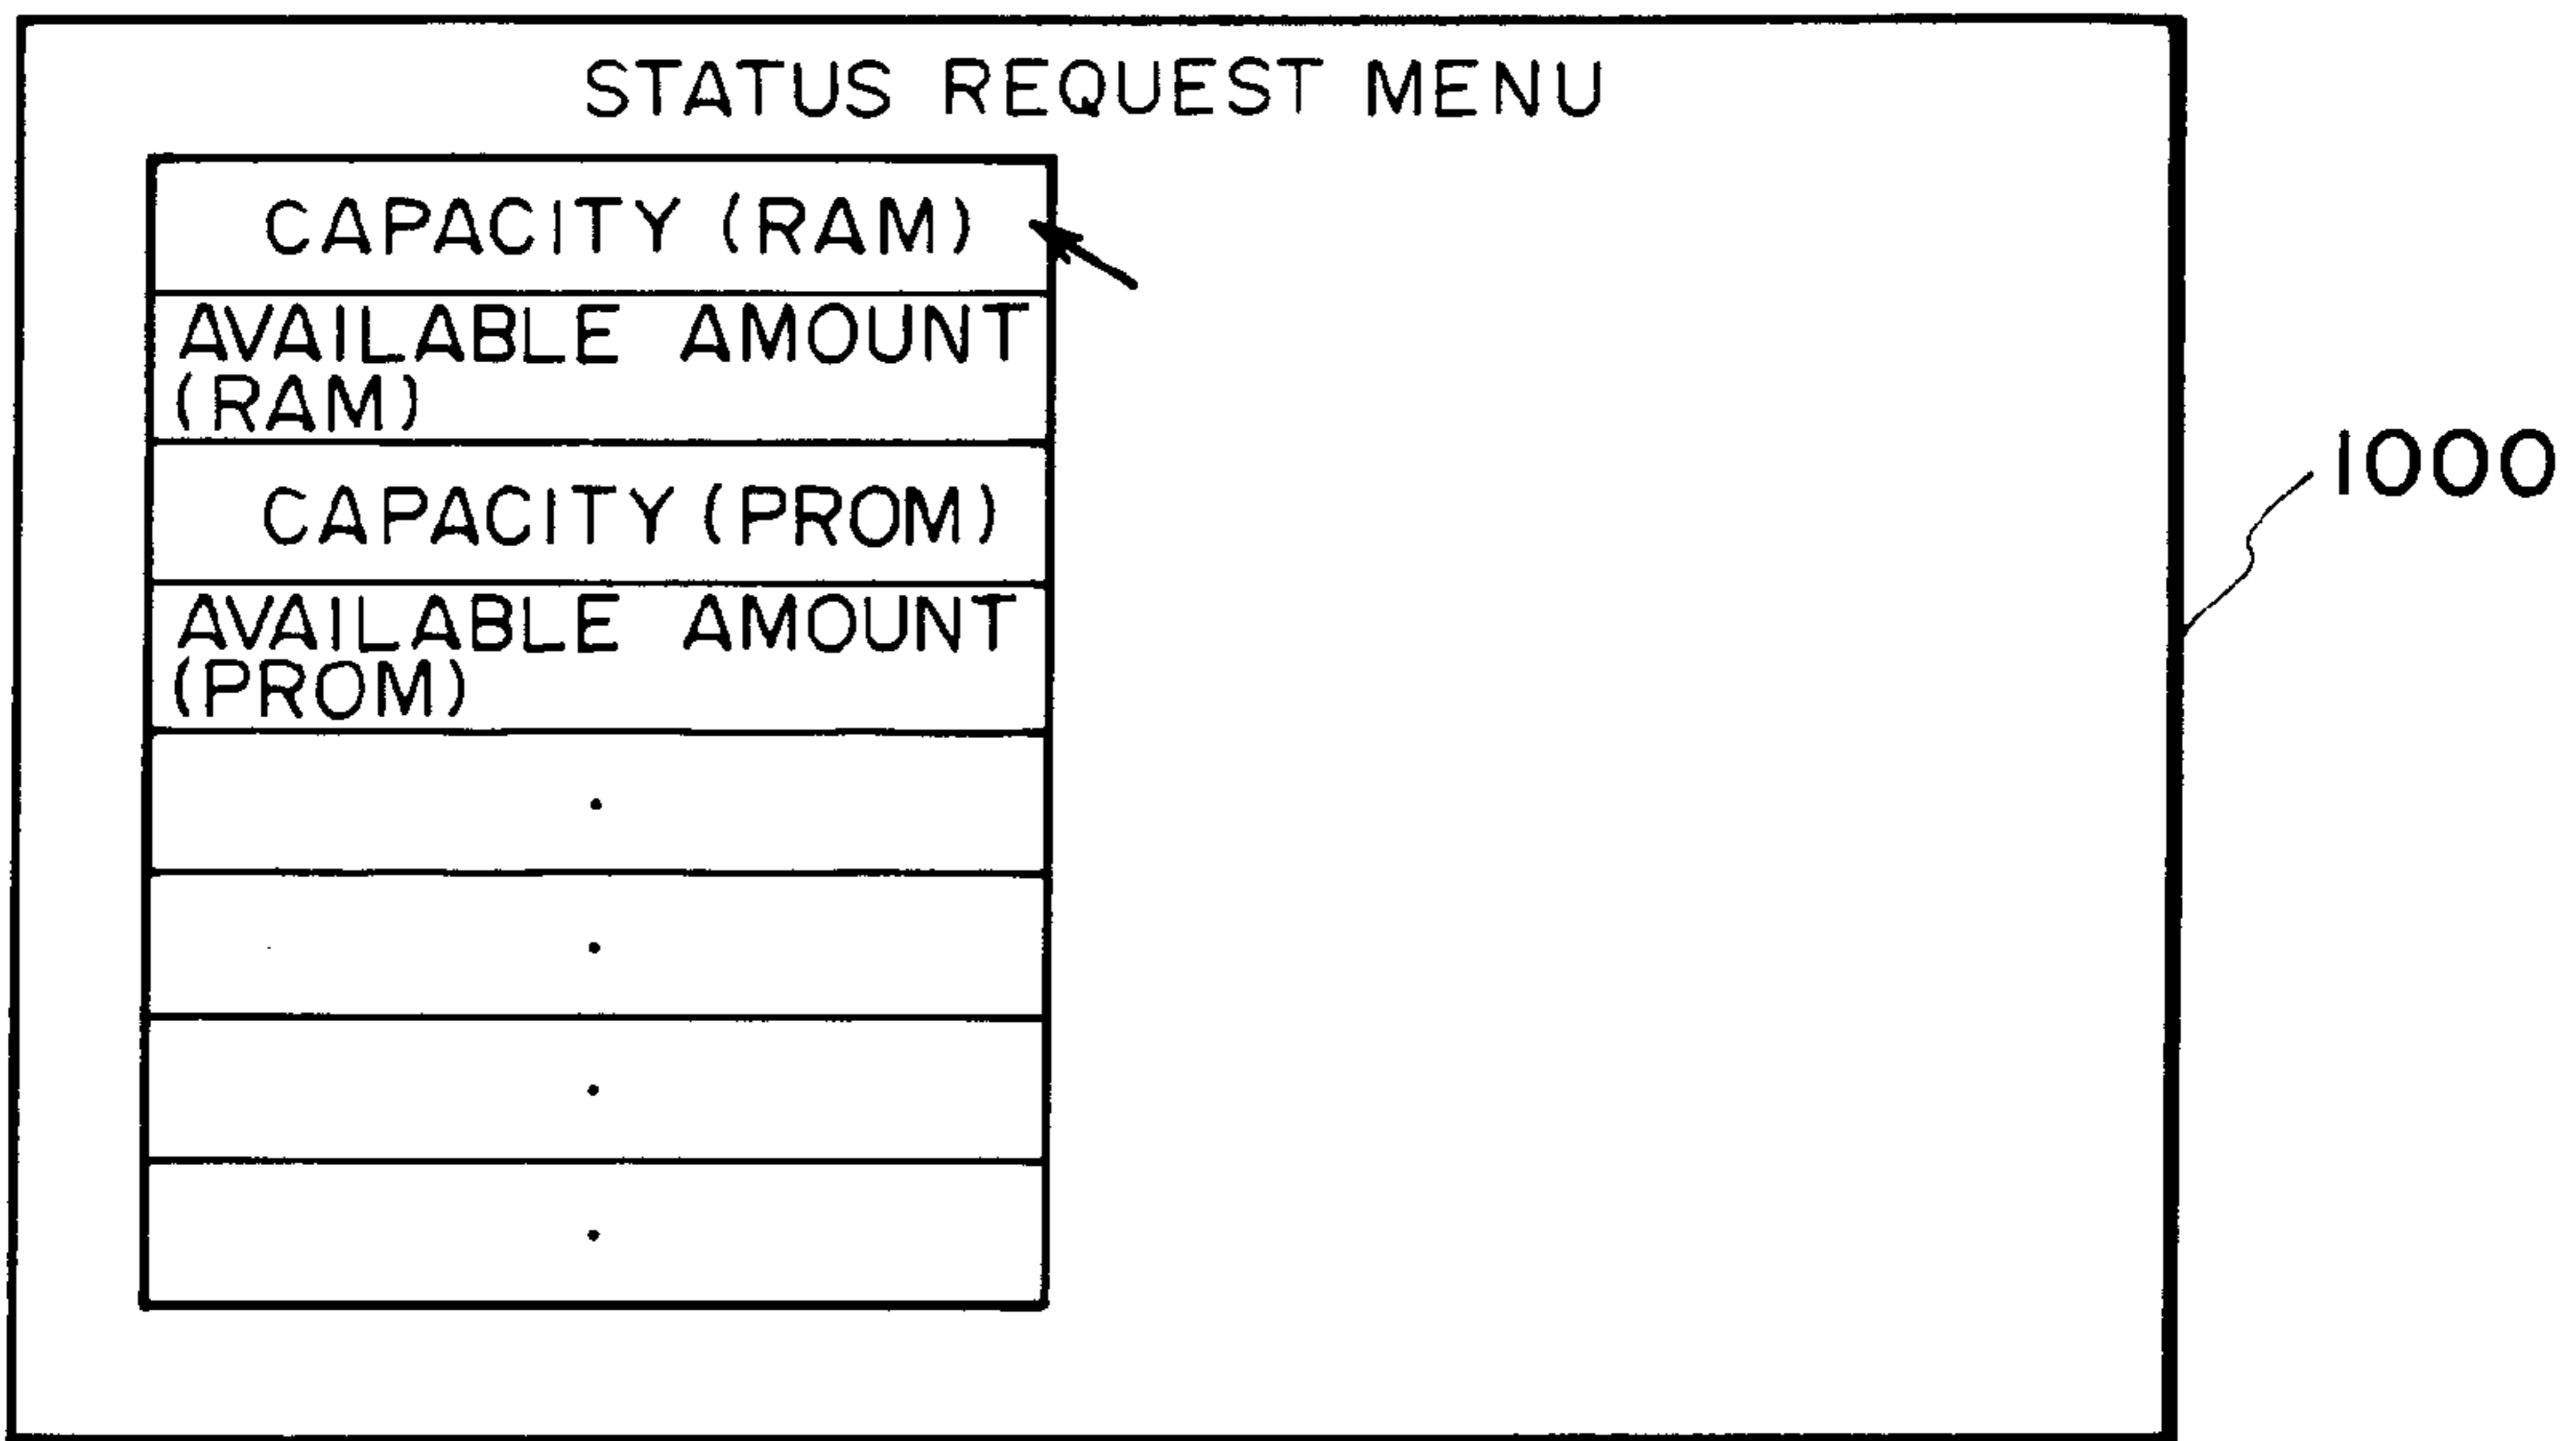 STATUS REQUEST MENU
CAPACITY (RAM)
AVAILABLE AMOUNT
(RAM)
CAPACITY (PROM)
AVAILABLE AMOUNT
(PROM)
.
.
.
.
1000